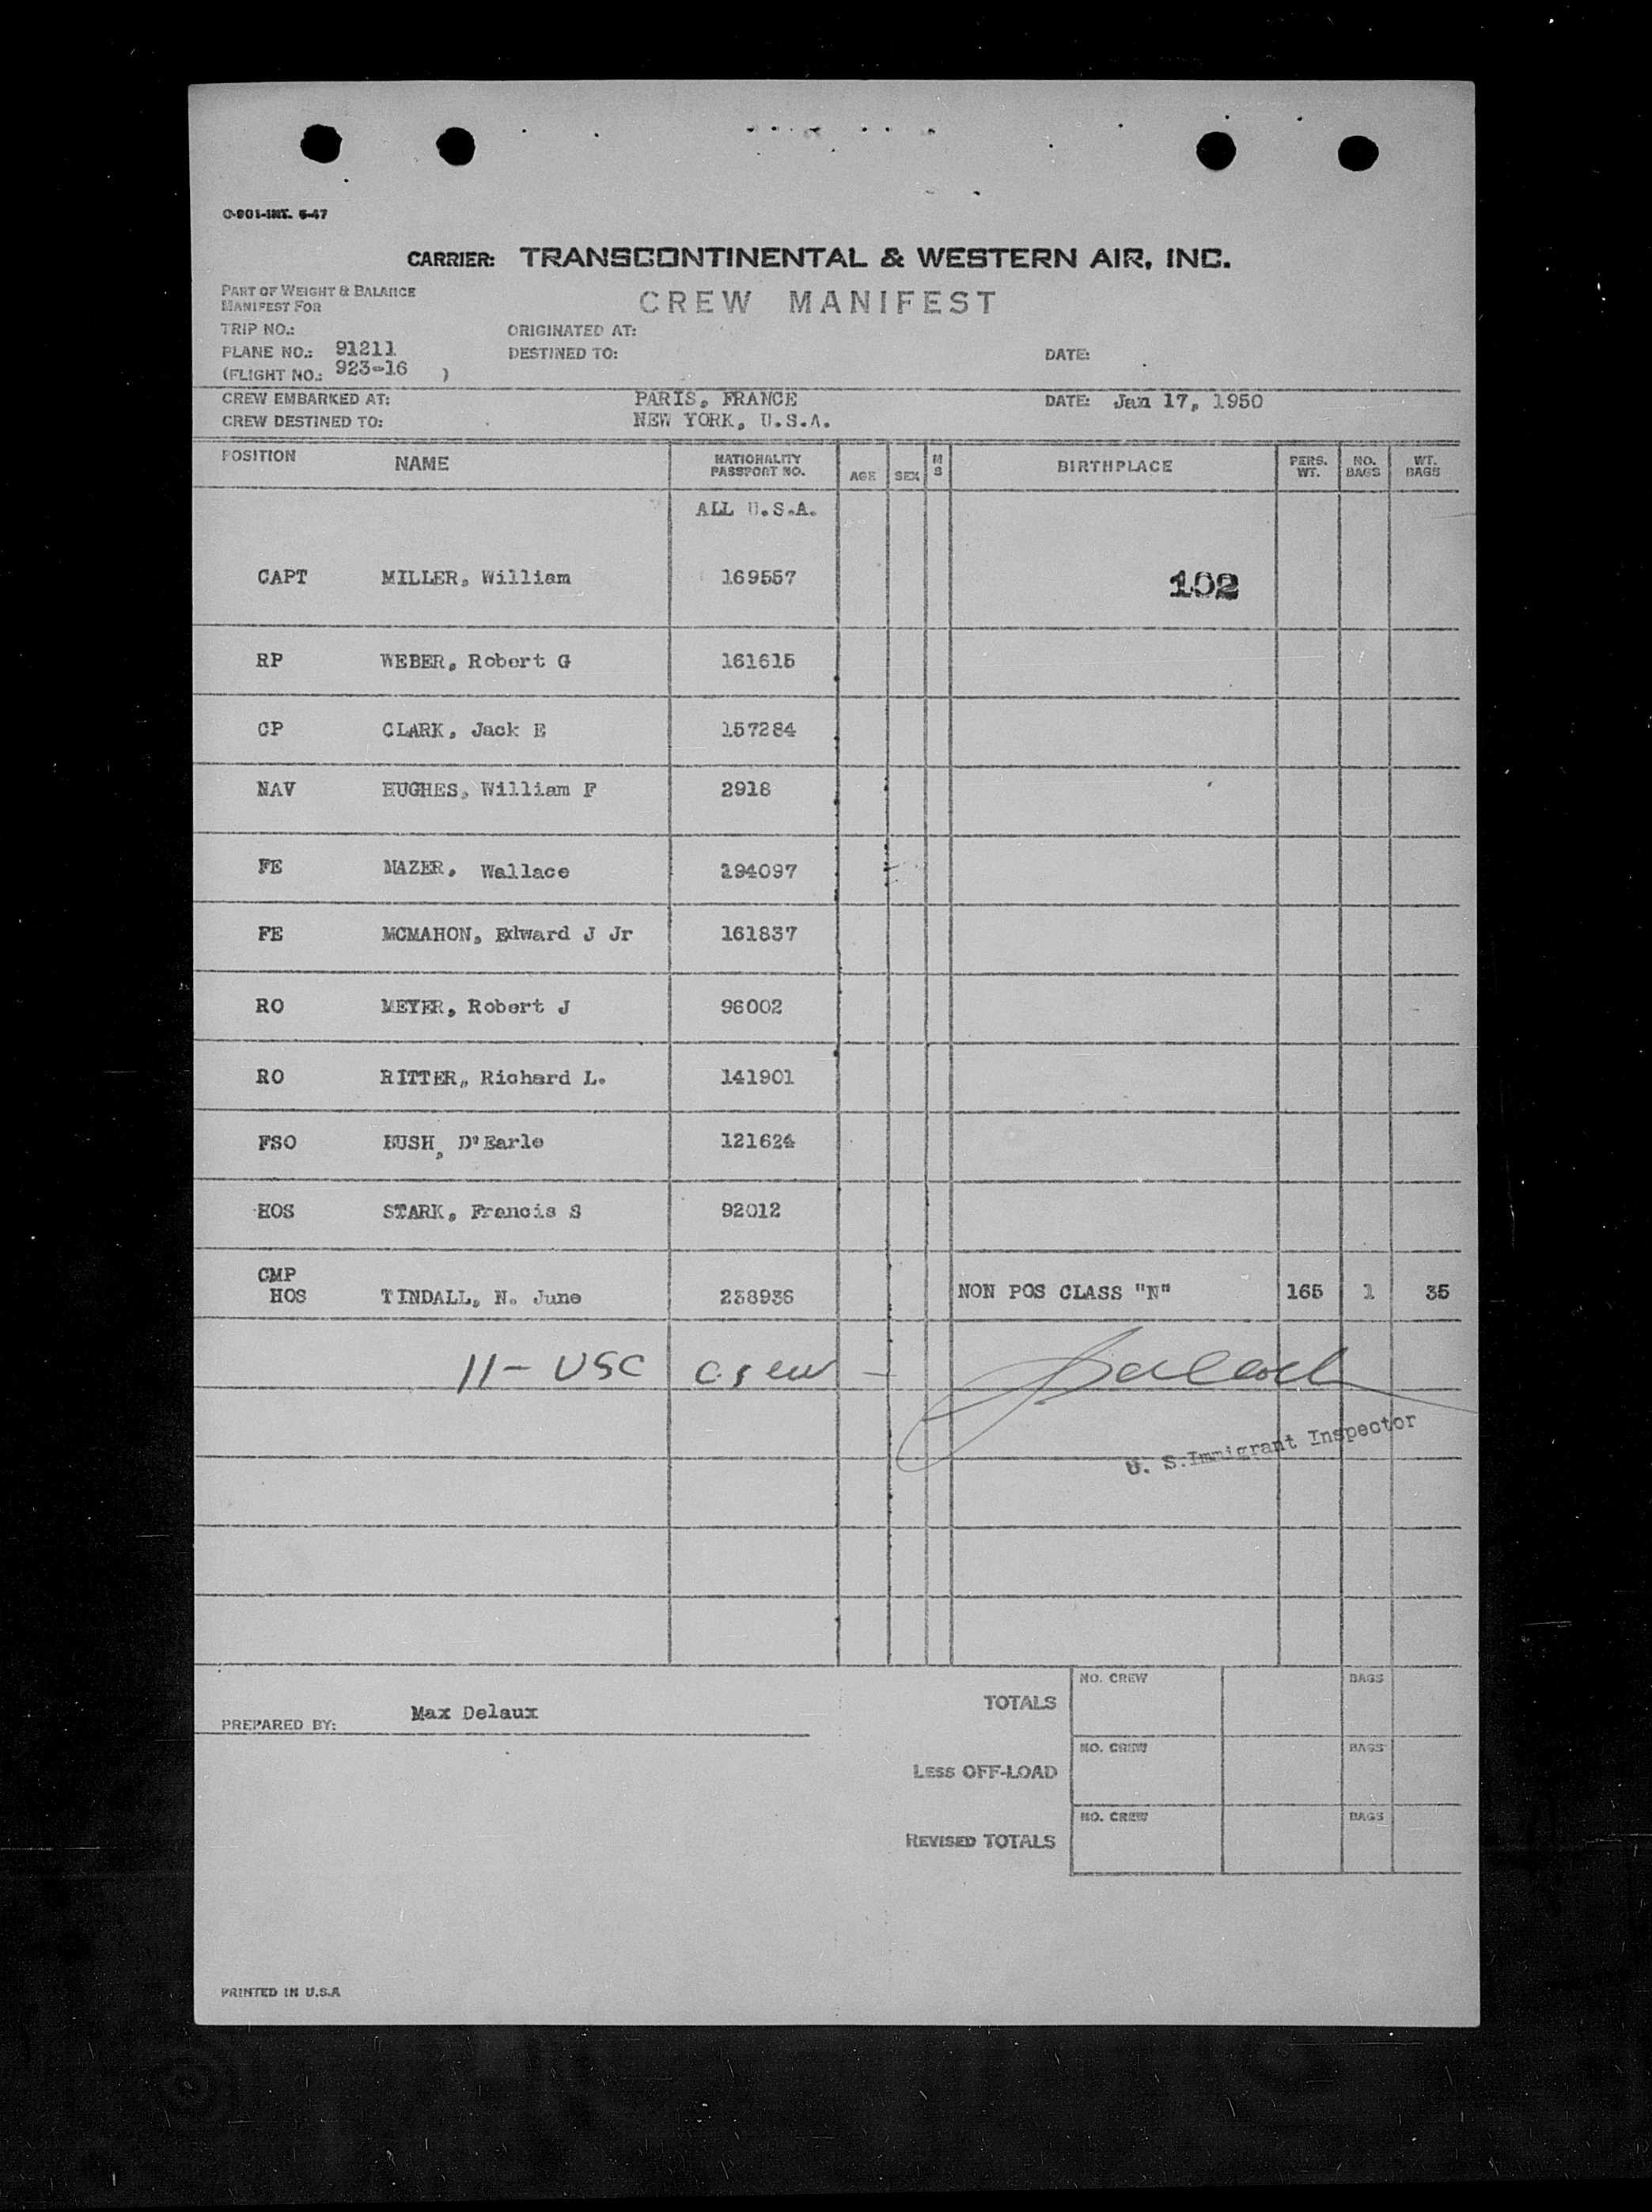 O-901-INT. 6-47
CARRIER: TRANSCONTINENTAL & WESTERN AIR, INC.
PART OF WEIGHT & BALANCE
MANIFEST FOR
CREW MANIFEST
TRIP NO.: ORIGINATED AT:
PLANE NO.: 91211 DESTINED TO: DATE:
(FLIGHT NO.: 923-16 )
CREW EMBARKED AT: PARIS, FRANCE DATE: Jan 17, 1950
CREW DESTINED TO: NEW YORK, U.S.A.
POSITION NAME NATIONALITY PASSPORT NO. AGE SEX M S BIRTHPLACE PERS. WT. NO. BAGS WT. BAGS
ALL U.S.A.
CAPT MILLER, William 169557 102
RP WEBER, Robert G 161615
CP CLARK, Jack E 157284
NAV HUGHES, William F 2918
FE MAZER, Wallace 194097
FE MCMAHON, Edward J Jr 161837
RO MEYER, Robert J 96002
RO RITTER, Richard L. 141901
FSO BUSH, D'Earle 121624
HOS STARK, Francis S 92012
CMP
HOS TINDALL, N. June 238936 NON POS CLASS "N" 165 1 35
11- USC crew -
U. S. Immigrant Inspector
NO. CREW BAGS
TOTALS
PREPARED BY: Max Delaux
NO. CREW BAGS
LESS OFF-LOAD
NO. CREW BAGS
REVISED TOTALS
PRINTED IN U.S.A